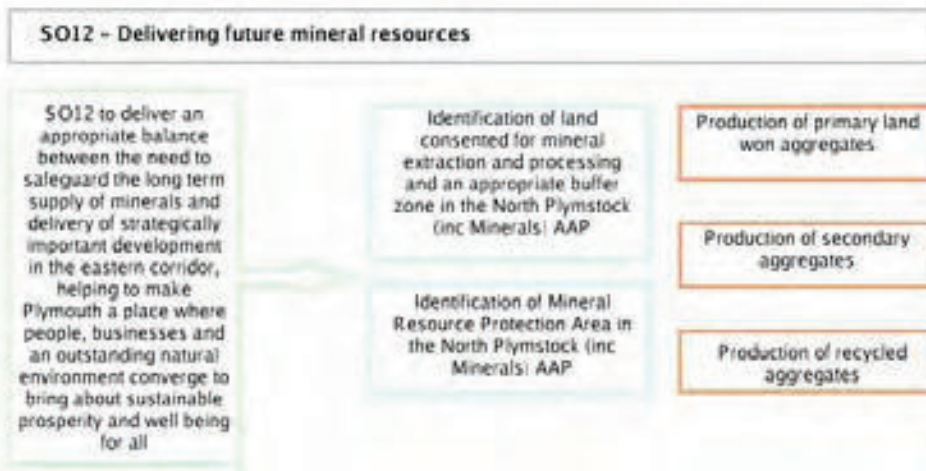 SO12 – Delivering future mineral resources
SO12 to deliver an
appropriate balance
between the need to
safeguard the long term
supply of minerals and
delivery of strategically
important development
in the eastern corridor,
helping to make
Plymouth a place where
people, businesses and
an outstanding natural
environment converge to
bring about sustainable
prosperity and well being
for all
Identification of land
consented for mineral
extraction and processing
and an appropriate buffer
zone in the North Plymstock
(inc Minerals) AAP
Identification of Mineral
Resource Protection Area in
the North Plymstock (inc
Minerals) AAP
Production of primary land
won aggregates
Production of secondary
aggregates
Production of recycled
aggregates